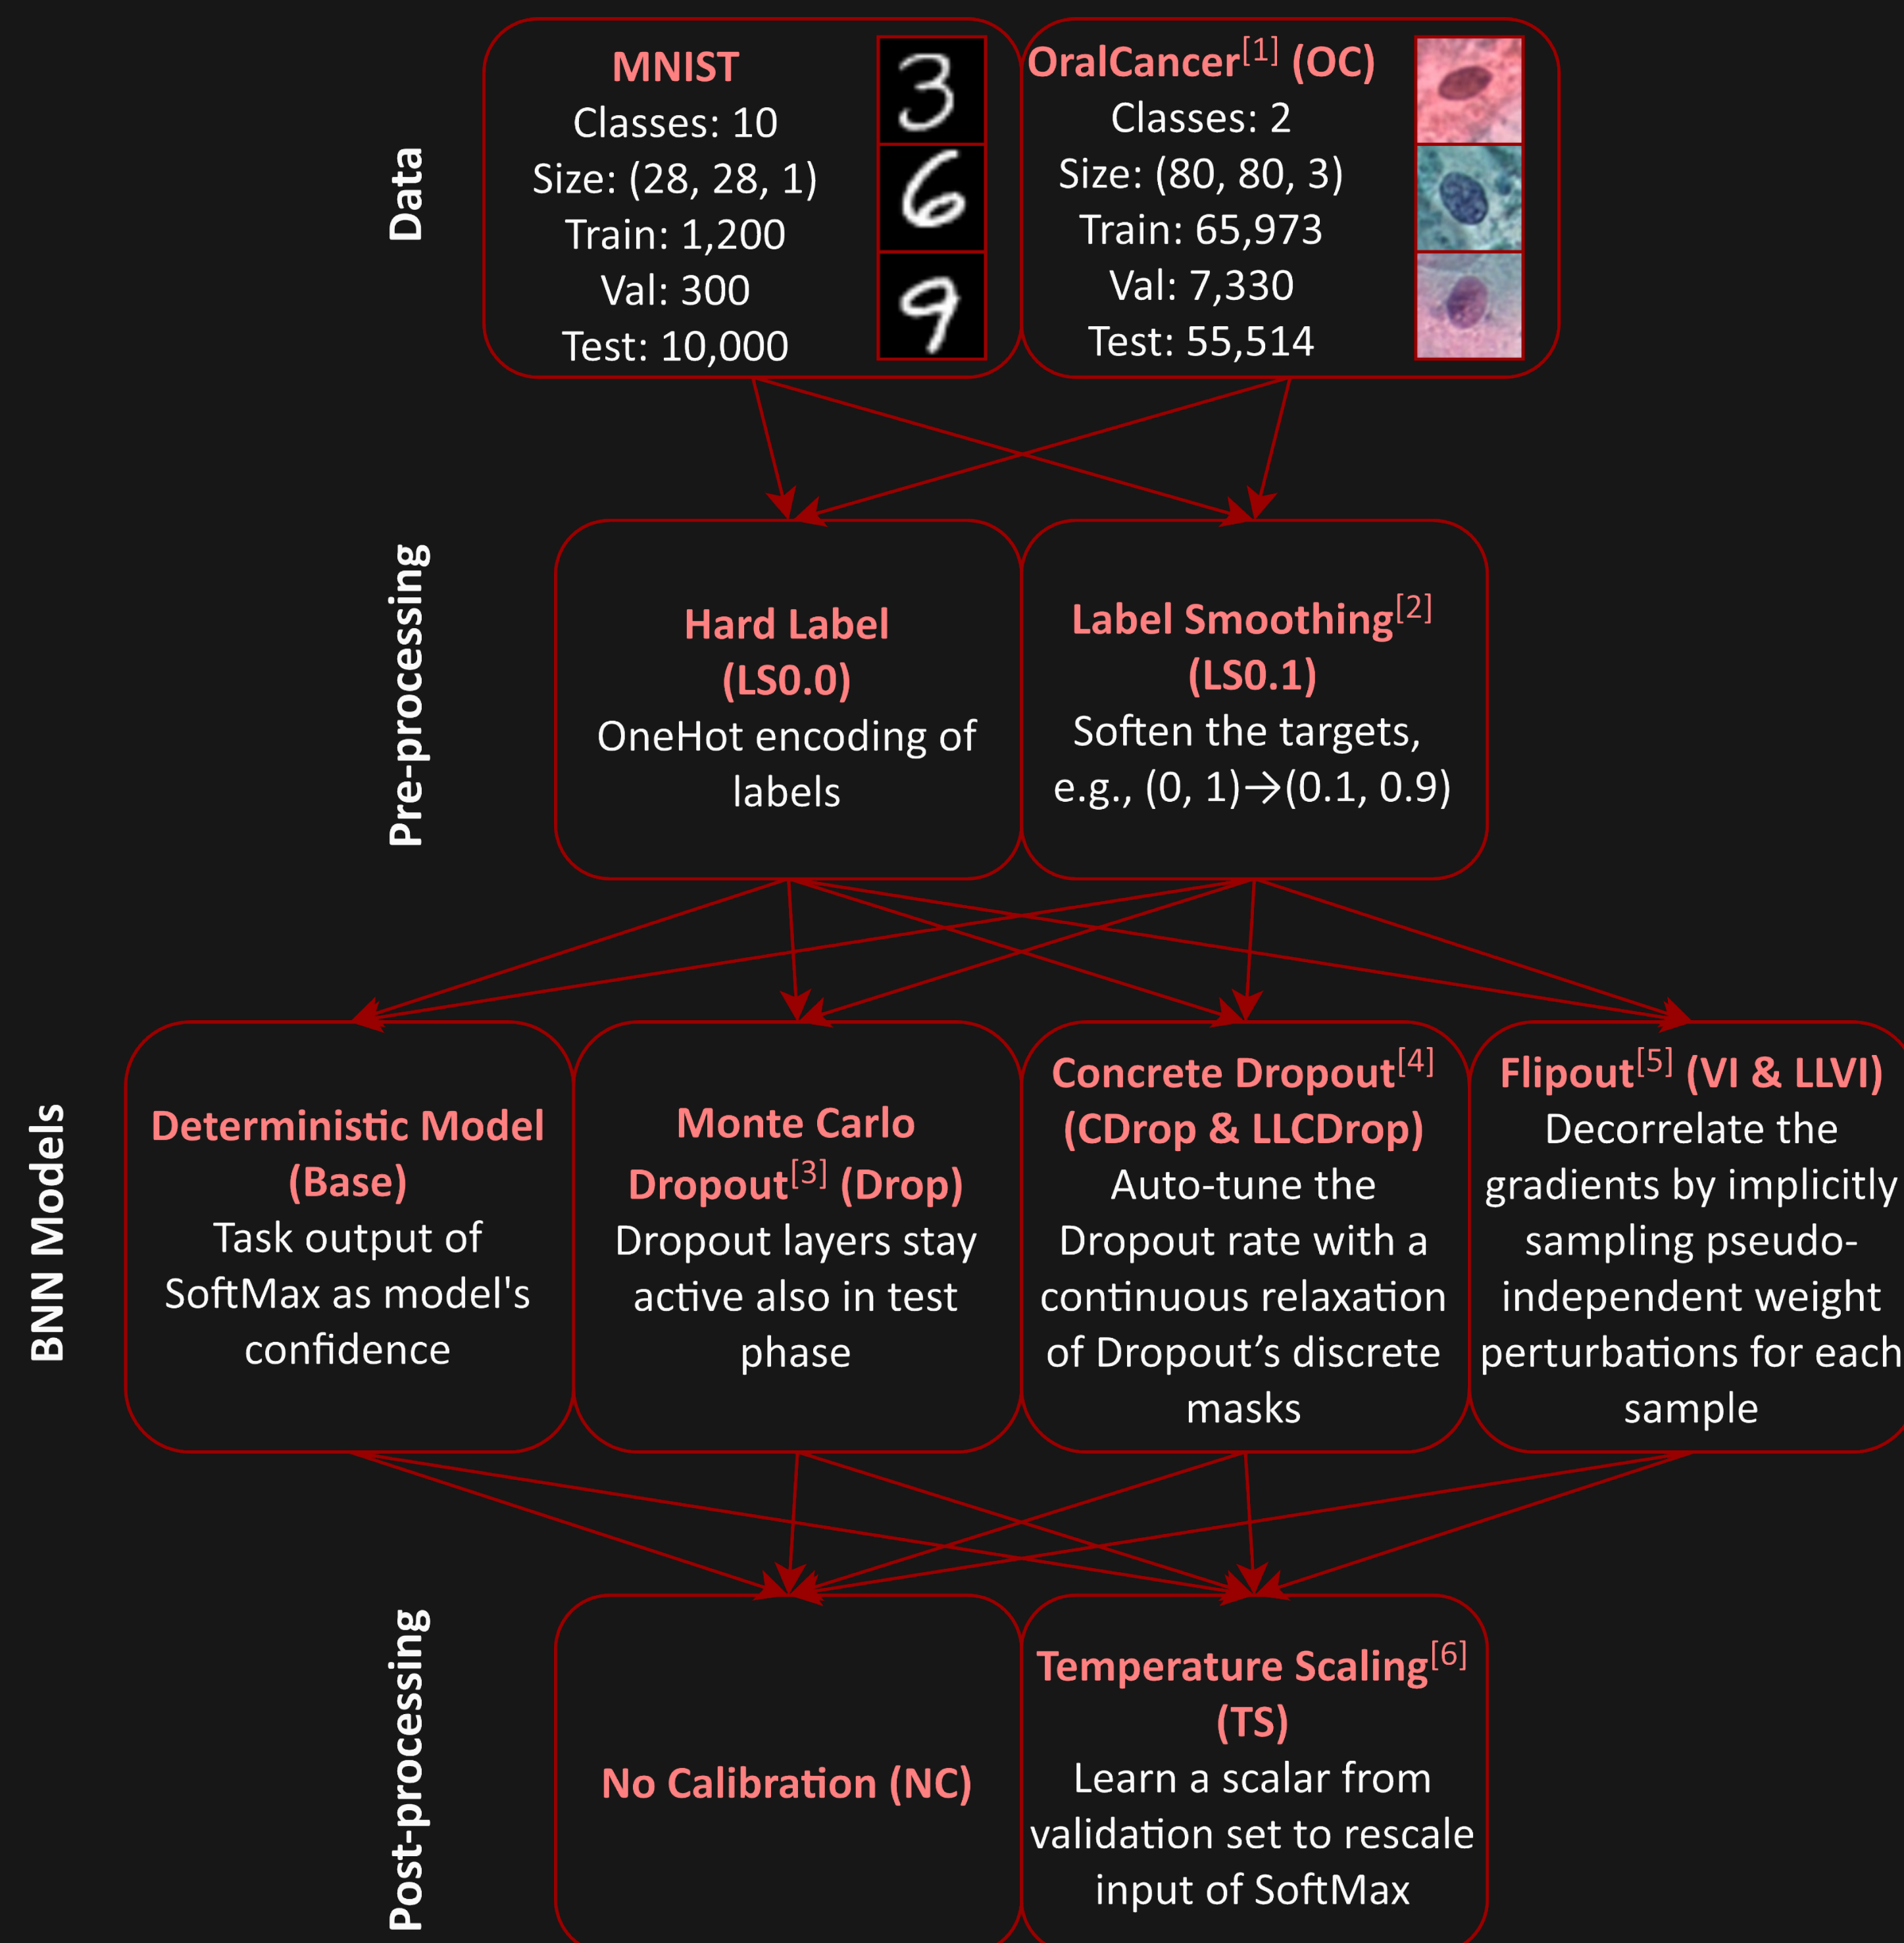 Data
MNIST
Classes: 10
Size: (28, 28, 1)
Train: 1,200
Val: 300
Test: 10,000
3
6
9
OralCancer[1] (OC)
Classes: 2
Size: (80, 80, 3)
Train: 65,973
Val: 7,330
Test: 55,514
Pre-processing
Hard Label
(LS0.0)
OneHot encoding of
labels
Label Smoothing[2]
(LS0.1)
Soften the targets,
e.g., (0, 1)→(0.1, 0.9)
BNN Models
Deterministic Model
(Base)
Task output of
SoftMax as model's
confidence
Monte Carlo
Dropout[3] (Drop)
Dropout layers stay
active also in test
phase
Concrete Dropout[4]
(CDrop & LLCDrop)
Auto-tune the
Dropout rate with a
continuous relaxation
of Dropout’s discrete
masks
Flipout[5] (VI & LLVI)
Decorrelate the
gradients by implicitly
sampling pseudo-
independent weight
perturbations for each
sample
Post-processing
No Calibration (NC)
Temperature Scaling[6]
(TS)
Learn a scalar from
validation set to rescale
input of SoftMax